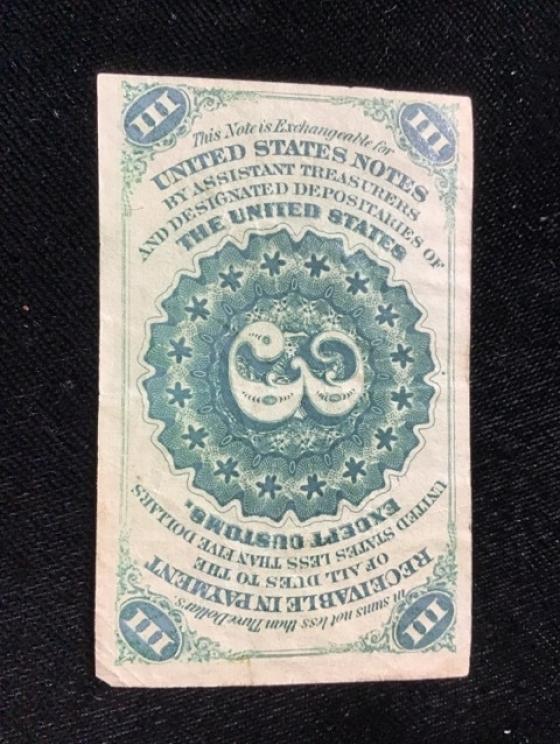 III
III
This Note is Exchangeable for
UNITED STATES NOTES
BY ASSISTANT TREASURERS
AND DESIGNATED DEPOSITARIES OF
THE UNITED STATES
3
in sums not less than Three Dollars.
RECEIVABLE IN PAYMENT
OF ALL DUES TO THE
UNITED STATES LESS THAN FIVE DOLLARS
EXCEPT CUSTOMS.
III
III